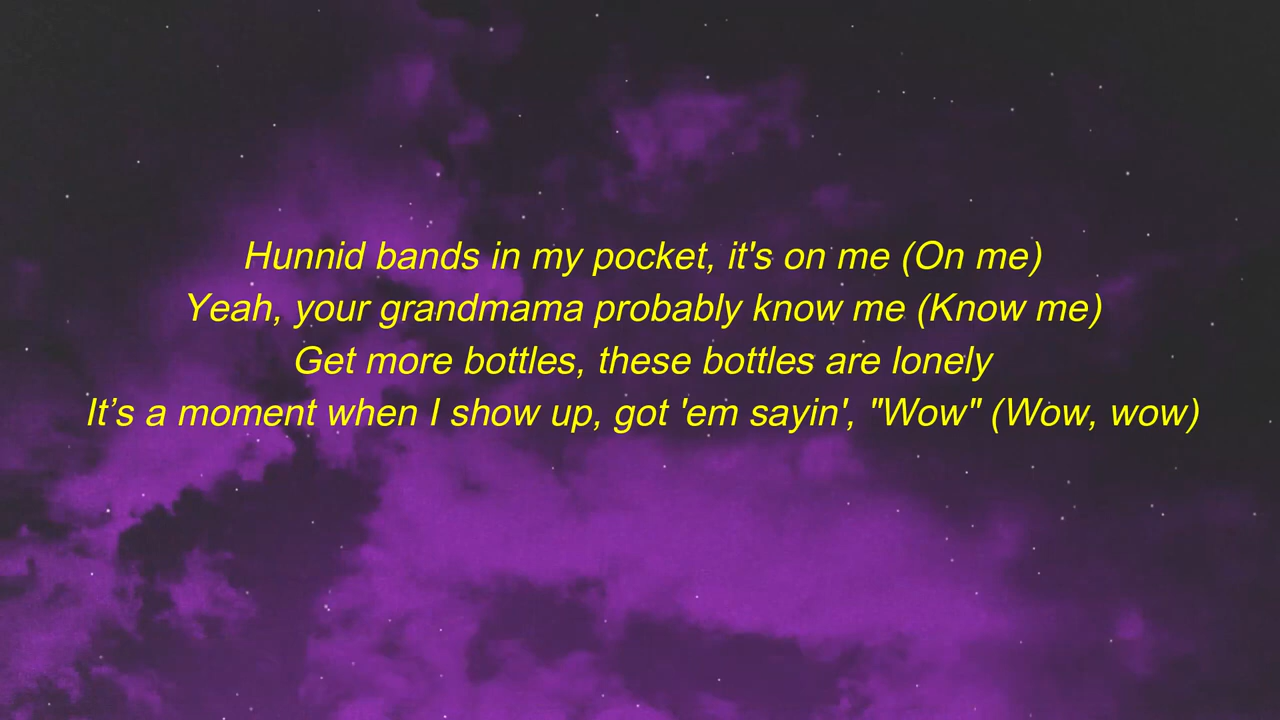 Hunnid bands in my pocket, it's on me (On me)
Yeah, your grandmama probably know me (Know me)
Get more bottles, these bottles are lonely
It’s a moment when I show up, got 'em sayin', "Wow" (Wow, wow)